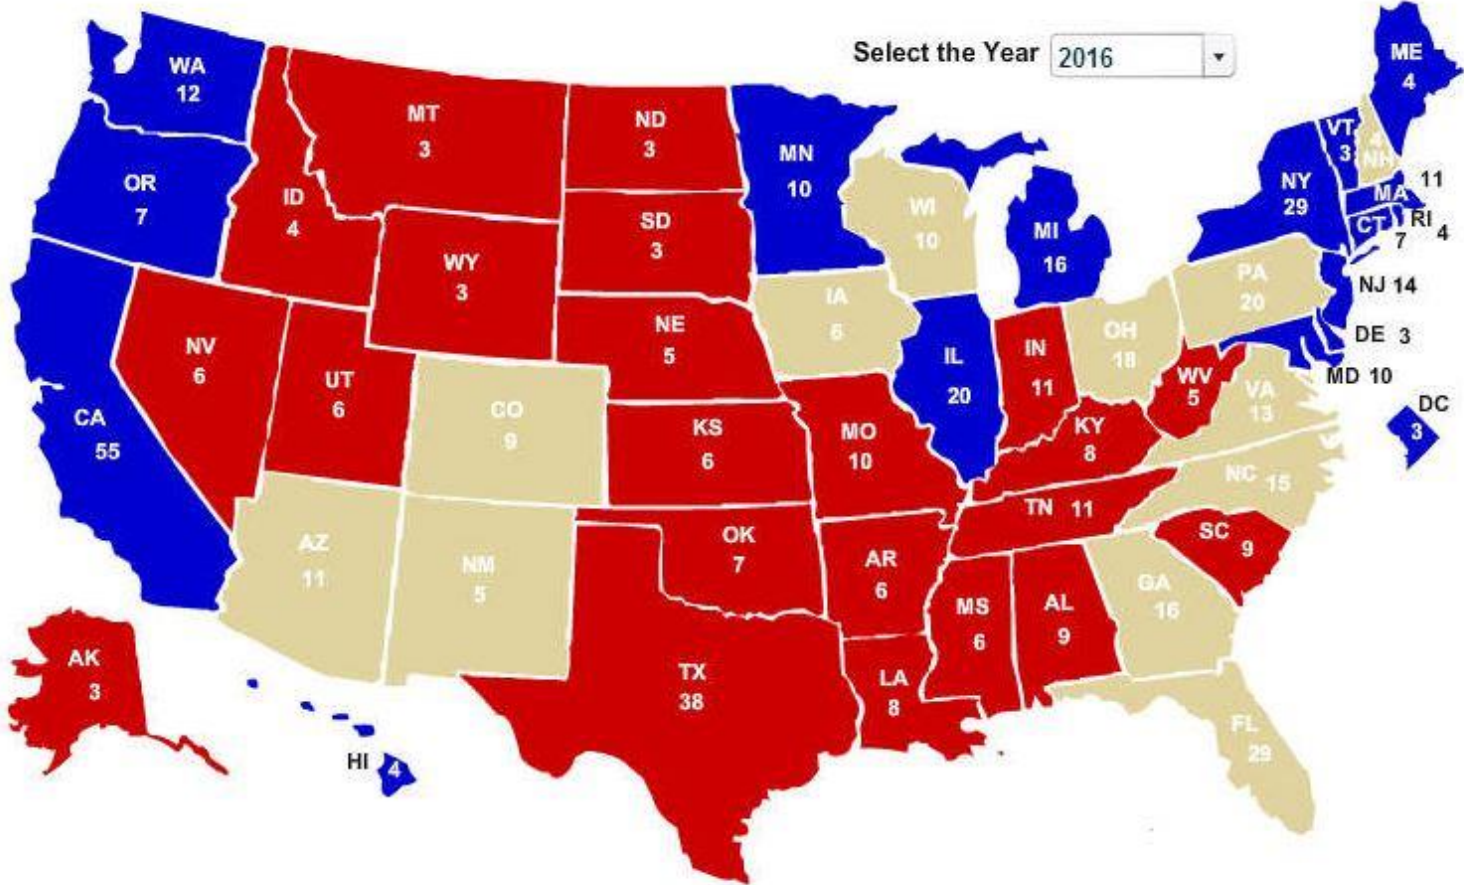 Select the Year 2016
WA
12
OR
7
CA
55
NV
6
ID
4
MT
3
WY
3
UT
6
CO
9
AZ
11
NM
5
ND
3
SD
3
NE
5
KS
6
OK
7
TX
38
MN
10
IA
6
MO
10
AR
6
LA
8
WI
10
IL
20
MI
16
IN
11
OH
18
KY
8
TN 11
MS
6
AL
9
GA
16
FL
29
SC 9
NC 15
VA
13
WV
5
PA
20
NY
29
VT
3
4
NH
ME
4
11
MA
RI 4
CT 7
NJ 14
DE 3
MD 10
DC
3
AK
3
HI 4